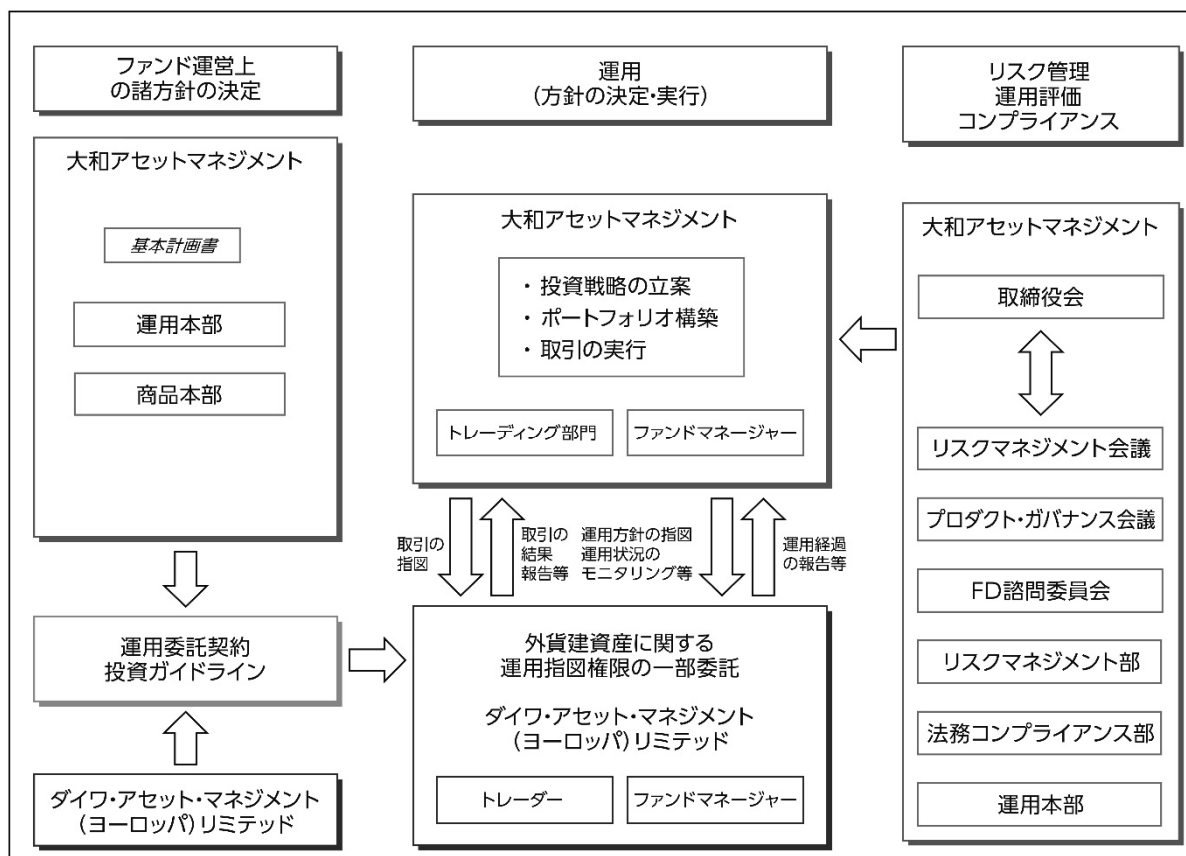 ファンド運営上
の諸方針の決定
大和アセットマネジメント
基本計画書
運用本部
商品本部
運用委託契約
投資ガイドライン
ダイワ・アセット・マネジメント
(ヨーロッパ)リミテッド
運用
(方針の決定・実行)
大和アセットマネジメント
・ 投資戦略の立案
・ ポートフォリオ構築
・ 取引の実行
トレーディング部門
ファンドマネージャー
取引の
指図
取引の
結果
報告等
運用方針の指図
運用状況の
モニタリング等
運用経過
の報告等
外貨建資産に関する
運用指図権限の一部委託
ダイワ・アセット・マネジメント
(ヨーロッパ)リミテッド
トレーダー
ファンドマネージャー
リスク管理
運用評価
コンプライアンス
大和アセットマネジメント
取締役会
リスクマネジメント会議
プロダクト・ガバナンス会議
FD諮問委員会
リスクマネジメント部
法務コンプライアンス部
運用本部